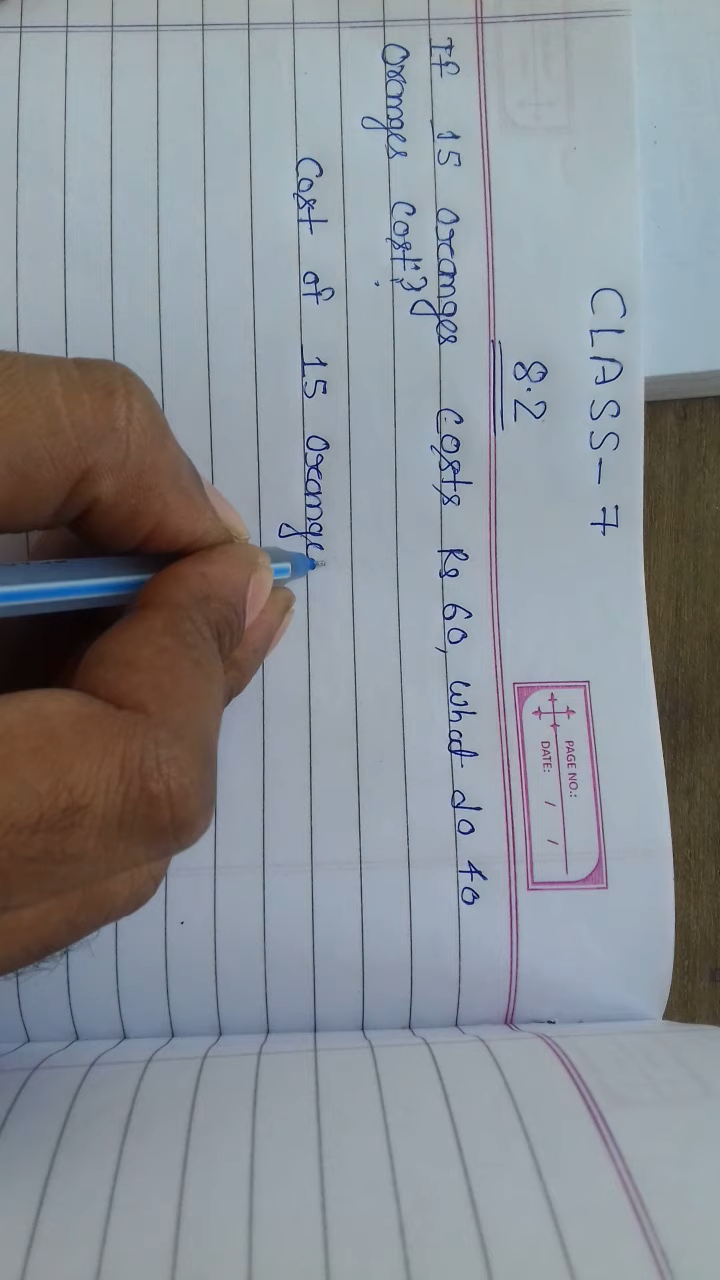 CLASS-7
8.2
PAGE NO.:
DATE: / /
If 15 oranges costs Rs 60, what do 40
oranges cost?
Cost of 15 orange